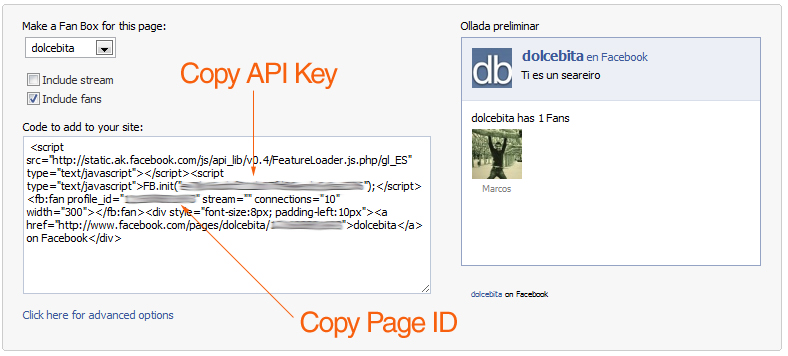 Make a Fan Box for this page:
dolcebita
Include stream
Include fans
Copy API Key
Code to add to your site:
<script
src="http://static.ak.facebook.com/js/api_lib/v0.4/FeatureLoader.js.php/gl_ES"
type="text/javascript"></script><script
type="text/javascript">FB.init("");</script>
<fb:fan profile_id="" stream="" connections="10"
width="300"></fb:fan><div style="font-size:8px; padding-left:10px"><a
href="http://www.facebook.com/pages/dolcebita/">dolcebita</a>
on Facebook</div>
Click here for advanced options
Copy Page ID
Ollada preliminar
db
dolcebita en Facebook
Ti es un seareiro
dolcebita has 1 Fans
Marcos
dolcebita on Facebook